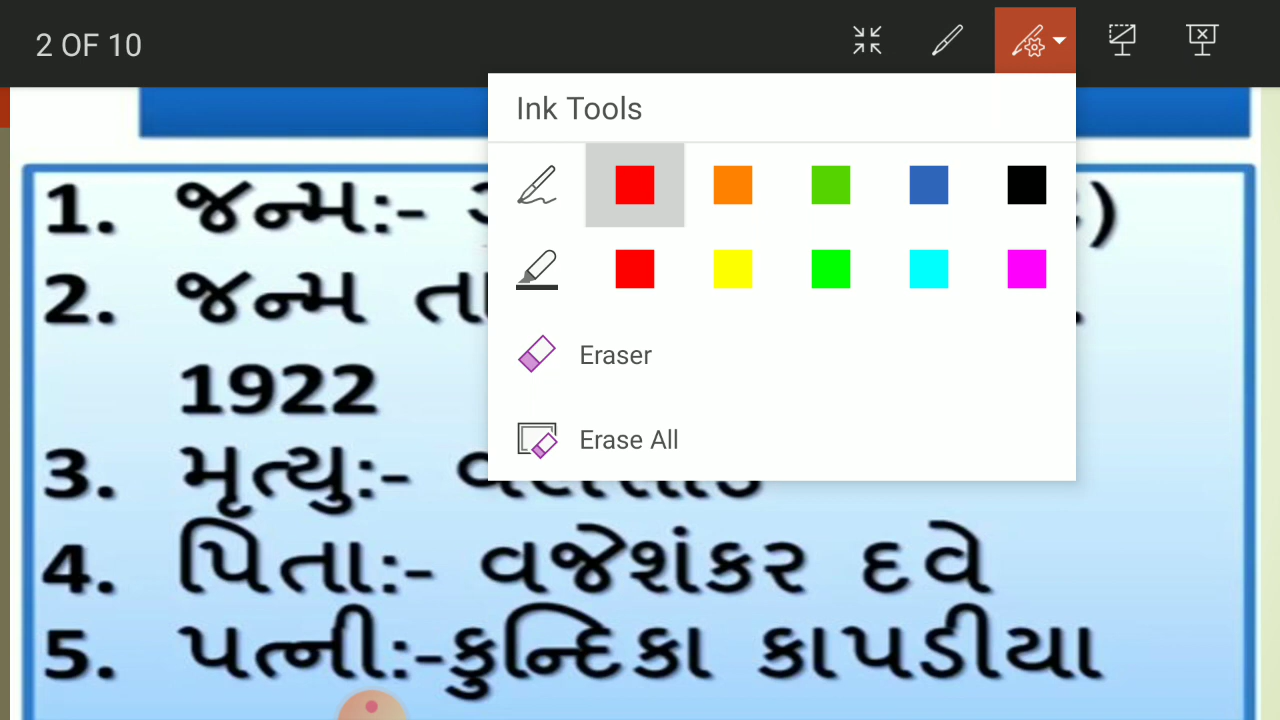 2 OF 10
Ink Tools
Eraser
Erase All
1. જન્મ:-
2. જન્મ
1922
3. મૃત્યુ:-
4. પિતા:- વજેશંકર દવે
5. પત્ની:-કુન્દિકા કાપડીયા